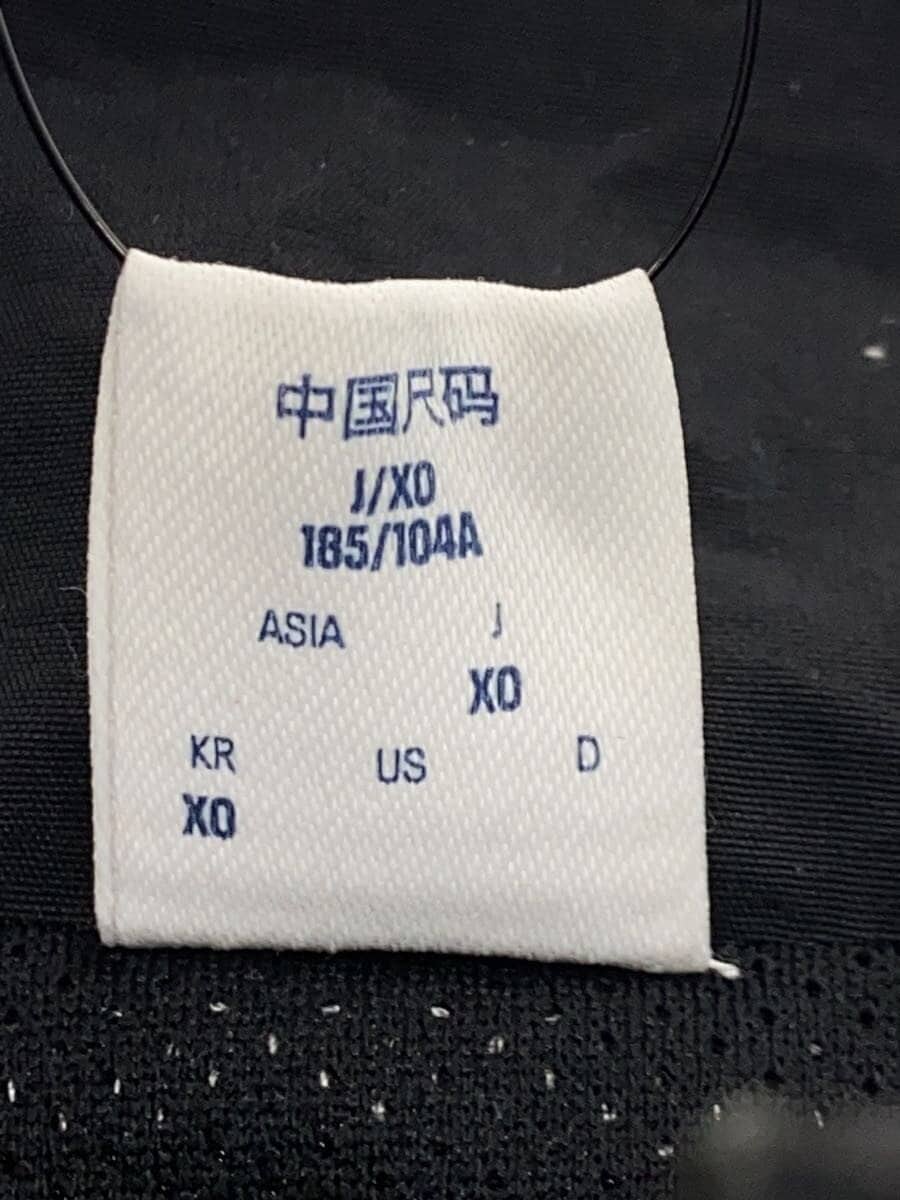 中国尺码
J/XO
185/104A
ASIA J
XO
KR US D
XO